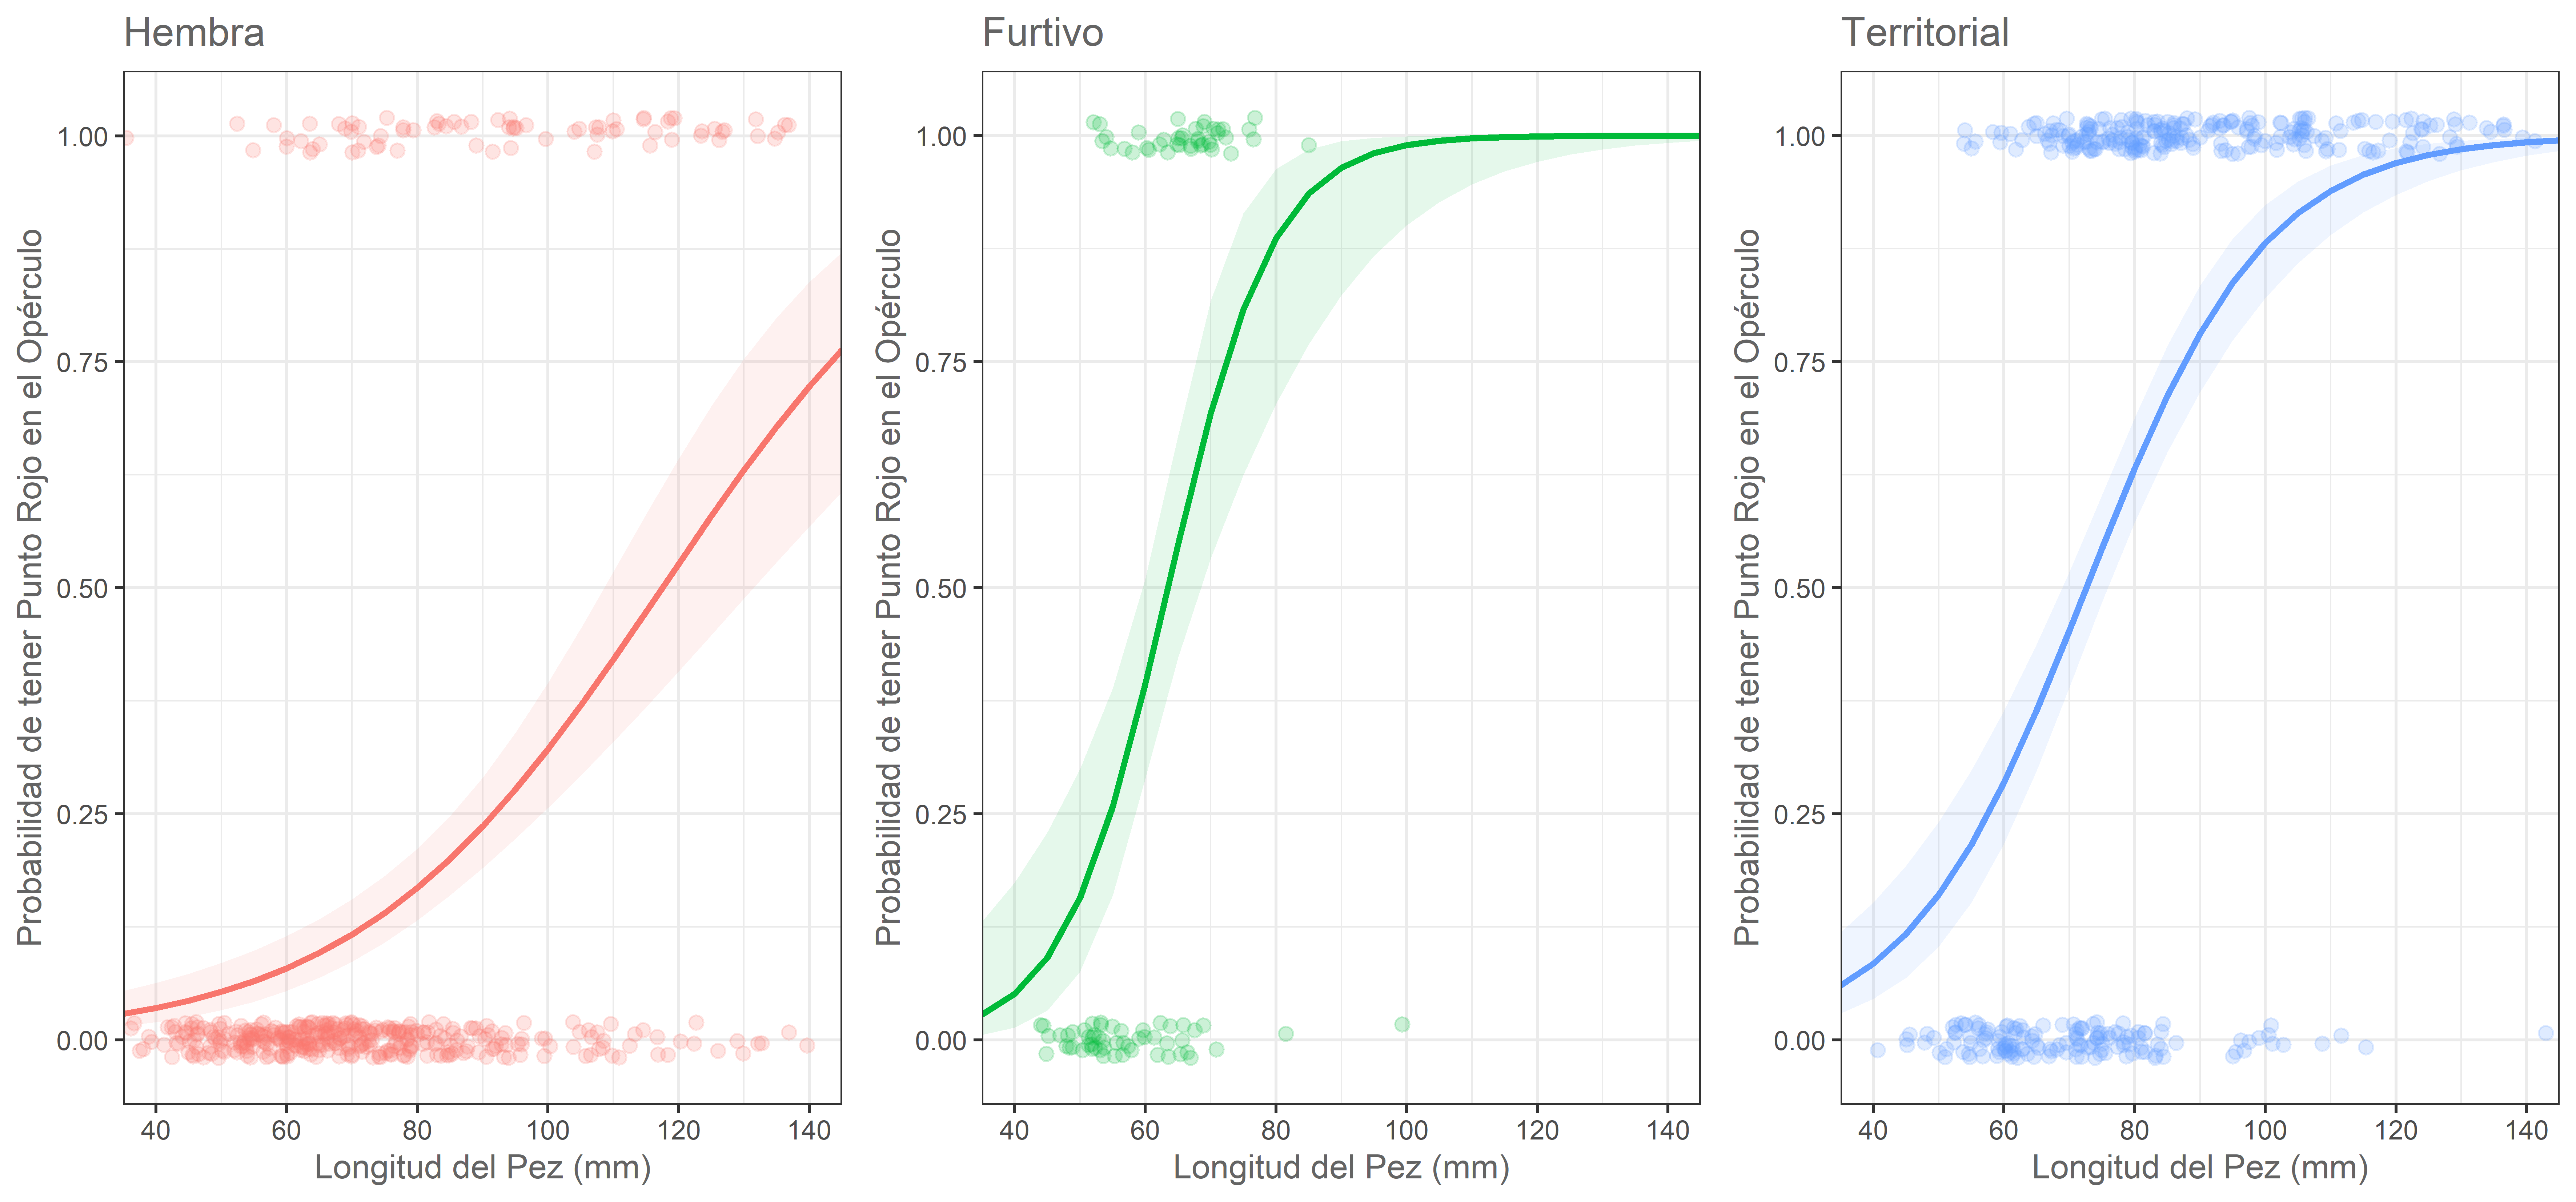 Hembra
Probabilidad de tener Punto Rojo en el Opérculo
1.00
0.75
0.50
0.25
0.00
40 60 80 100 120 140
Longitud del Pez (mm)
Furtivo
Probabilidad de tener Punto Rojo en el Opérculo
1.00
0.75
0.50
0.25
0.00
40 60 80 100 120 140
Longitud del Pez (mm)
Territorial
Probabilidad de tener Punto Rojo en el Opérculo
1.00
0.75
0.50
0.25
0.00
40 60 80 100 120 140
Longitud del Pez (mm)